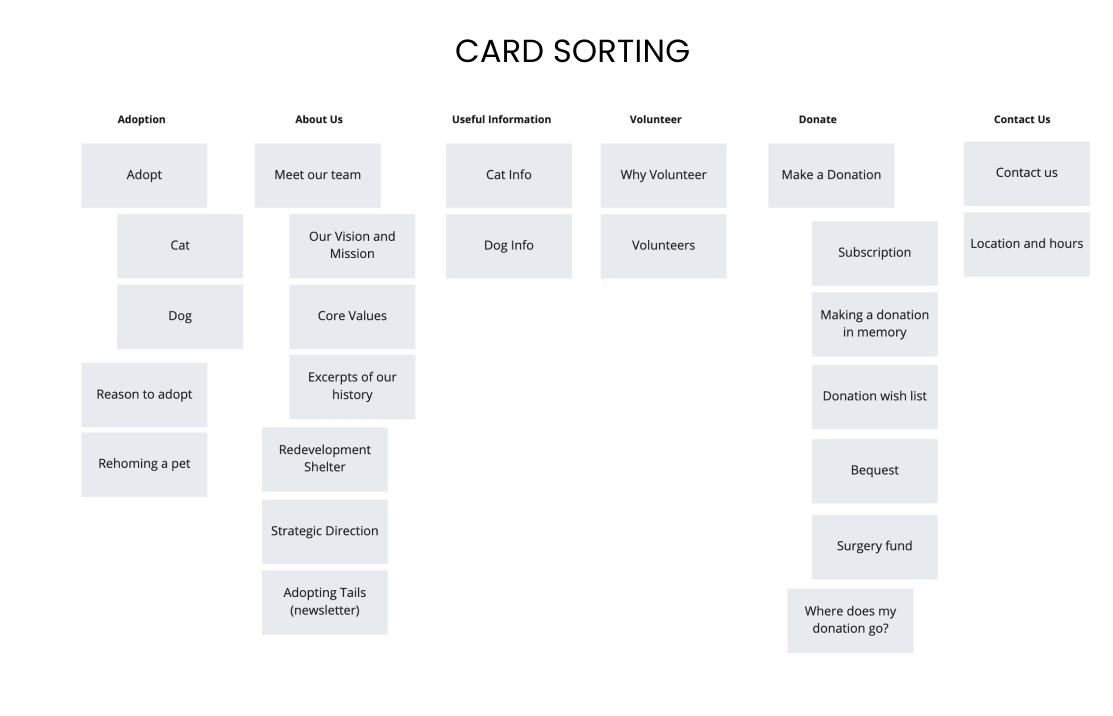 CARD SORTING
Adoption
Adopt
Cat
Dog
Reason to adopt
Rehoming a pet
About Us
Meet our team
Our Vision and
Mission
Core Values
Excerpts of our
history
Redevelopment
Shelter
Strategic Direction
Adopting Tails
(newsletter)
Useful Information
Cat Info
Dog Info
Volunteer
Why Volunteer
Volunteers
Donate
Make a Donation
Subscription
Making a donation
in memory
Donation wish list
Bequest
Surgery fund
Where does my
donation go?
Contact Us
Contact us
Location and hours